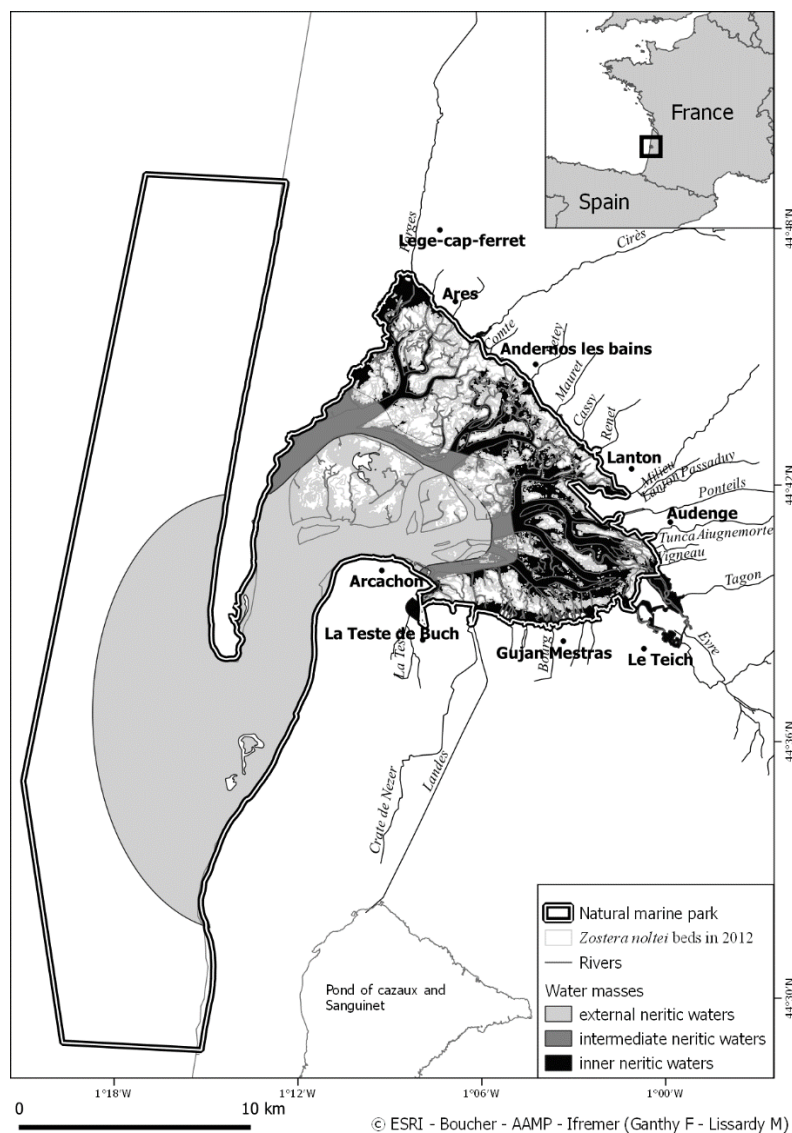 France
Spain
44°48'N
Porges
Lege-cap-ferret
Cirès
Ares
Comte
etey
Andernos les bains
Mauret
Cassy
Renet
Lanton
Milieu
Lanton Passaduy
44°42'N
Ponteils
Audenge
Tunca Aiugnemorte
Vigneau
Arcachon
Tagon
La Teste de Buch
La Test
Gujan Mestras
Bourg
Le Teich
Eyre
44°36'N
Landes
Crate de Nezer
Natural marine park
Zostera noltei beds in 2012
Rivers
Water masses
external neritic waters
intermediate neritic waters
inner neritic waters
Pond of cazaux and
Sanguinet
44°30'N
1°18'W
1°12'W
1°06'W
1°00'W
0
10 km
© ESRI - Boucher - AAMP - Ifremer (Ganthy F - Lissardy M)